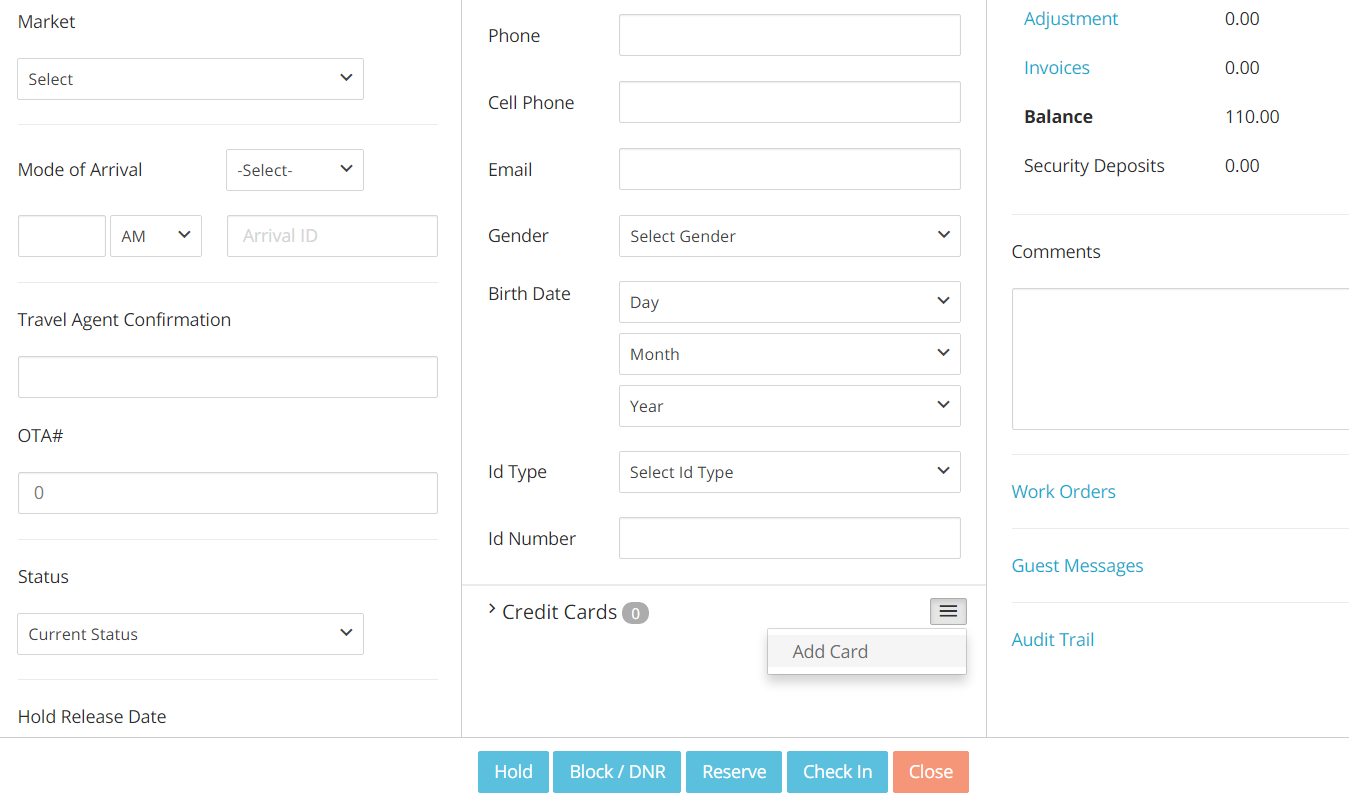 Market
Select
Mode of Arrival
-Select-
AM
Arrival ID
Travel Agent Confirmation
OTA#
0
Status
Current Status
Hold Release Date
Phone
Cell Phone
Email
Gender
Select Gender
Birth Date
Day
Month
Year
Id Type
Select Id Type
Id Number
Credit Cards 0
Add Card
Adjustment 0.00
Invoices 0.00
Balance 110.00
Security Deposits 0.00
Comments
Work Orders
Guest Messages
Audit Trail
Hold
Block / DNR
Reserve
Check In
Close